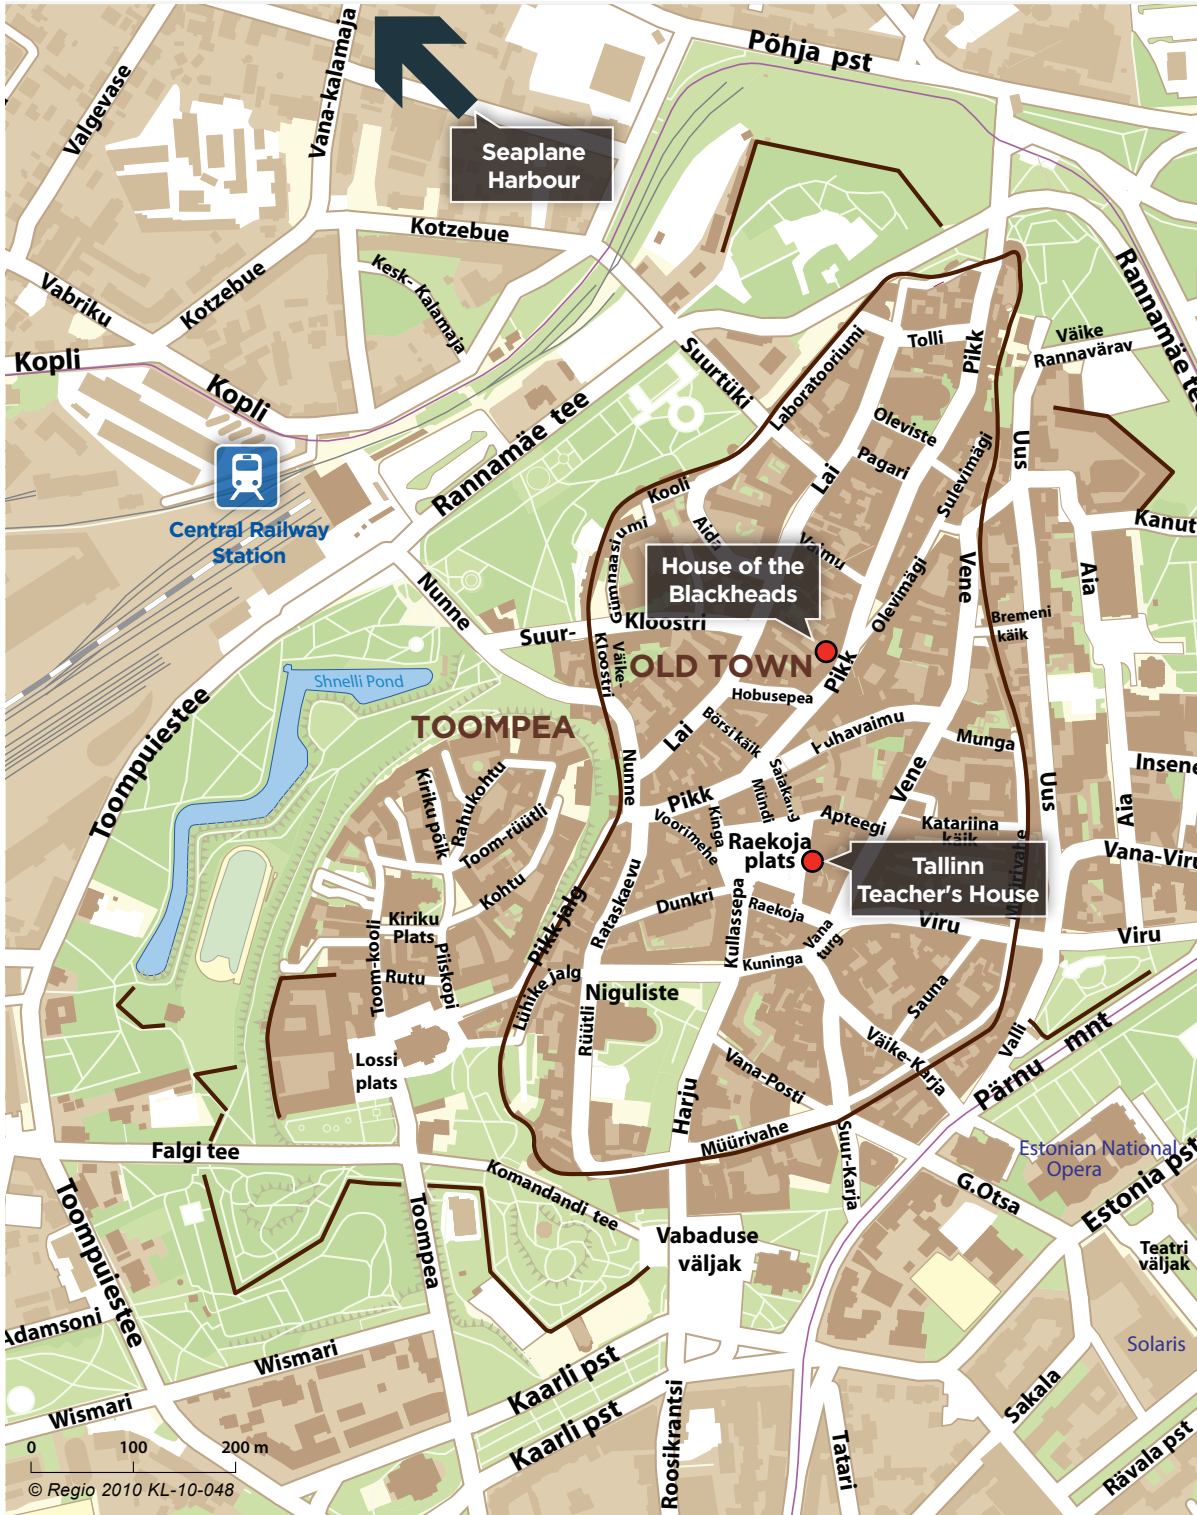 Põhja pst
Valgevase
Vana-kalamaja
Seaplane
Harbour
Kotzebue
Kotzebue
Kesk- Kalamaja
Vabriku
Kopli
Kopli
Rannamäe tee
Suurtüki
Laboratooriumi
Tolli
Pikk
Väike
Rannavärav
Oleviste
Pagari
Lai
Sulevimägi
Uus
Rannamäe tee
Kooli
Aida
Gümnaasiumi
Central Railway
Station
Kanut
Vaimu
House of the
Blackheads
Olevimägi
Vene
Aia
Bremeni
käik
Nunne
Suur-
Kloostri
Väike-
Kloostri
OLD TOWN
Pikk
Shnelli Pond
Hobusepea
TOOMPEA
Toompuiestee
Lai
Börsi käik
Puhavaimu
Munga
Nunne
Kiriku põik
Rahukohtu
Toom-rüütli
Kohtu
Pikk
Voorimehe
Kinga
Mündi
Saiakang
Vene
Uus
Aia
Insene
Apteegi
Katariina
käik
Raekoja
plats
Tallinn
Teacher's House
Müürivahe
Vana-Viru
Viru
Viru
Dunkri
Kullassepa
Raekoja
Vana
turg
Kuninga
Rataskaevu
Pikk jalg
Lühike jalg
Kiriku
Plats
Toom-kooli
Rutu
Piiskopi
Niguliste
Rüütli
Sauna
Valli
Pärnu mnt
Väike-Karja
Vana-Posti
Harju
Lossi
plats
Müürivahe
Suur-Karja
Falgi tee
Komandandi tee
Estonian National
Opera
G.Otsa
Estonia pst
Toompuiestee
Toompea
Vabaduse
väljak
Teatri
väljak
Adamsoni
Wismari
Wismari
Kaarli pst
Kaarli pst
Roosikrantsi
Tatari
Sakala
Solaris
Rävala pst
0 100 200 m
© Regio 2010 KL-10-048